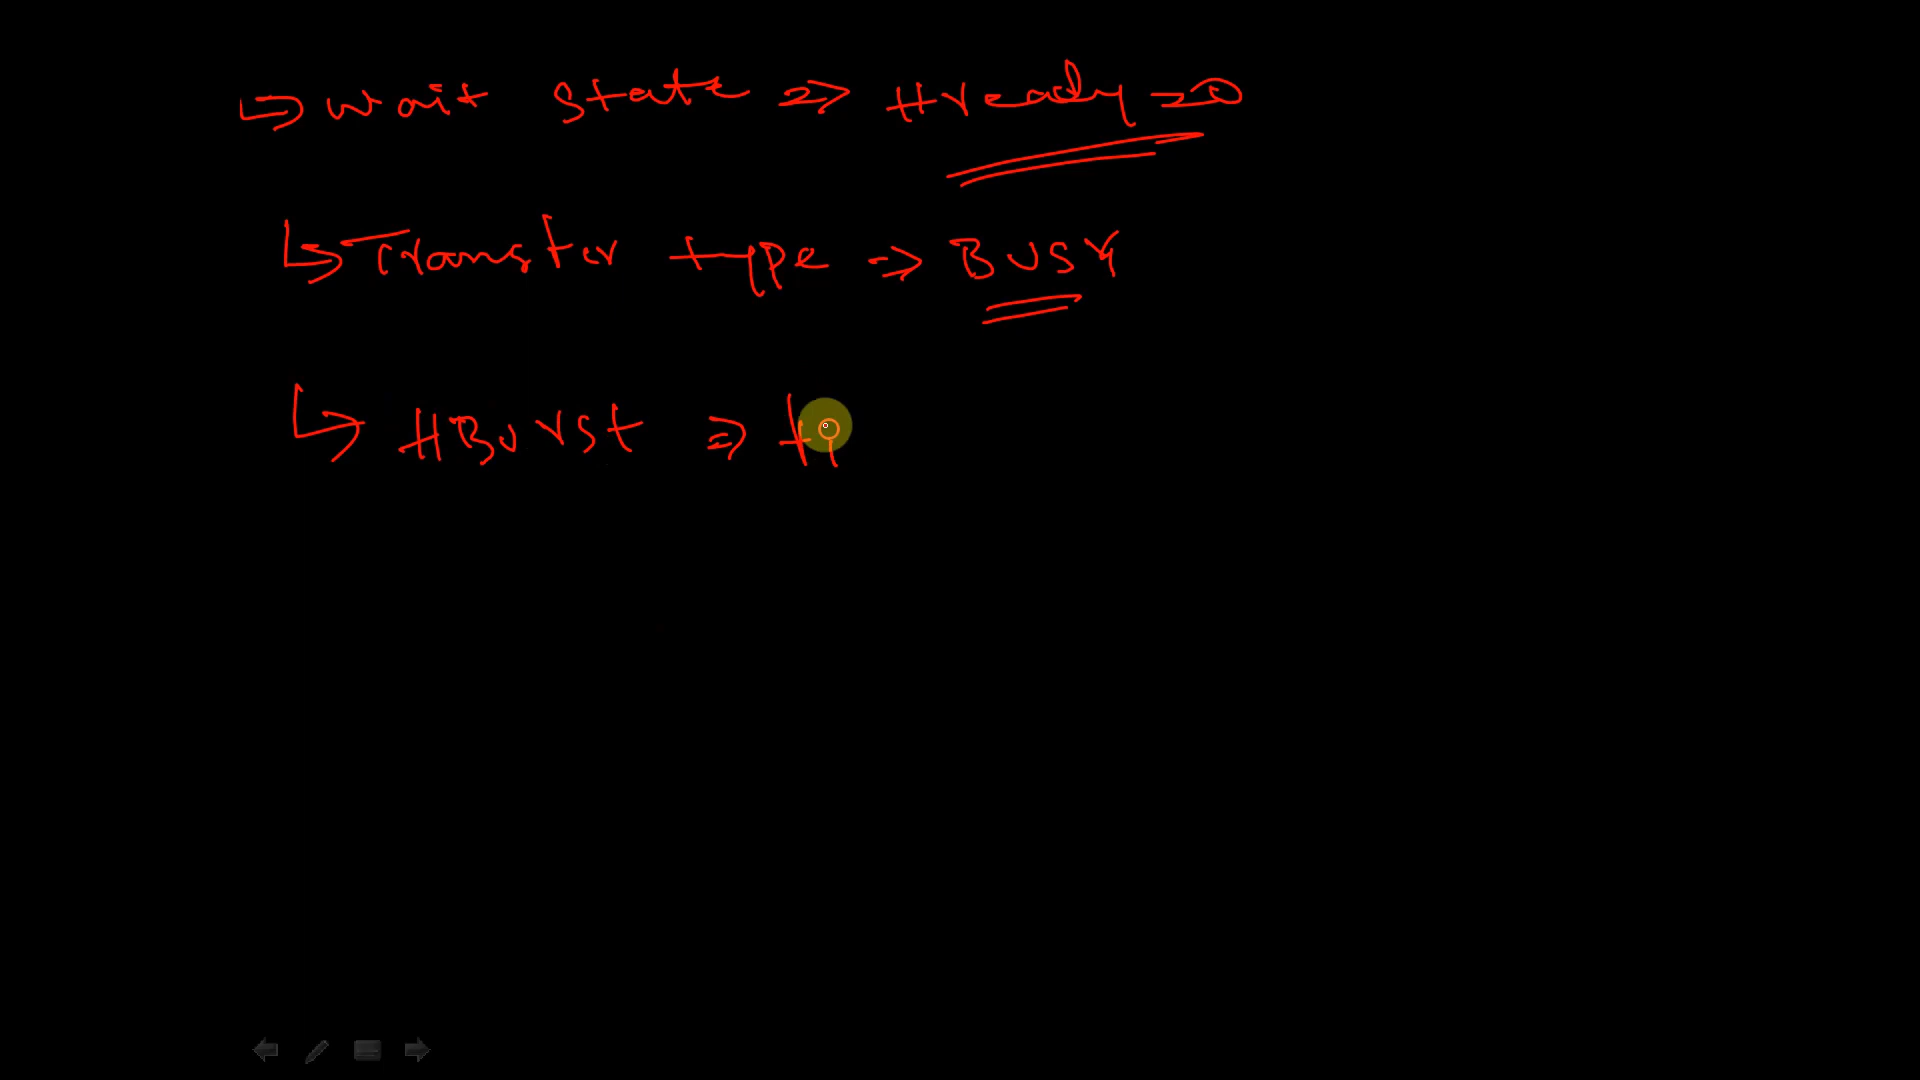 ↳ wait state ⇒ Hready = 0
↳ Transfer type ⇒ BUSY
↳ HBurst ⇒ H